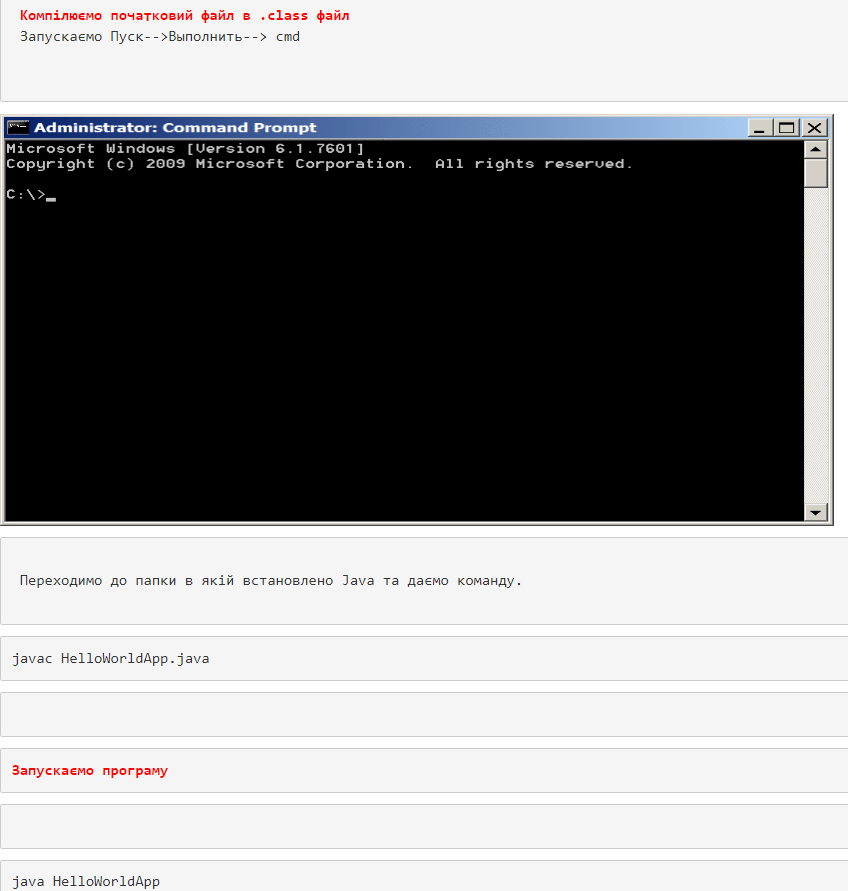 Компілюємо початковий файл в .class файл
Запускаємо Пуск-->Выполнить--> cmd
Administrator: Command Prompt
Microsoft Windows [Version 6.1.7601]
Copyright (c) 2009 Microsoft Corporation.  All rights reserved.
C:\>_
Переходимо до папки в якій встановлено Java та даємо команду.
javac HelloWorldApp.java
Запускаємо програму
java HelloWorldApp